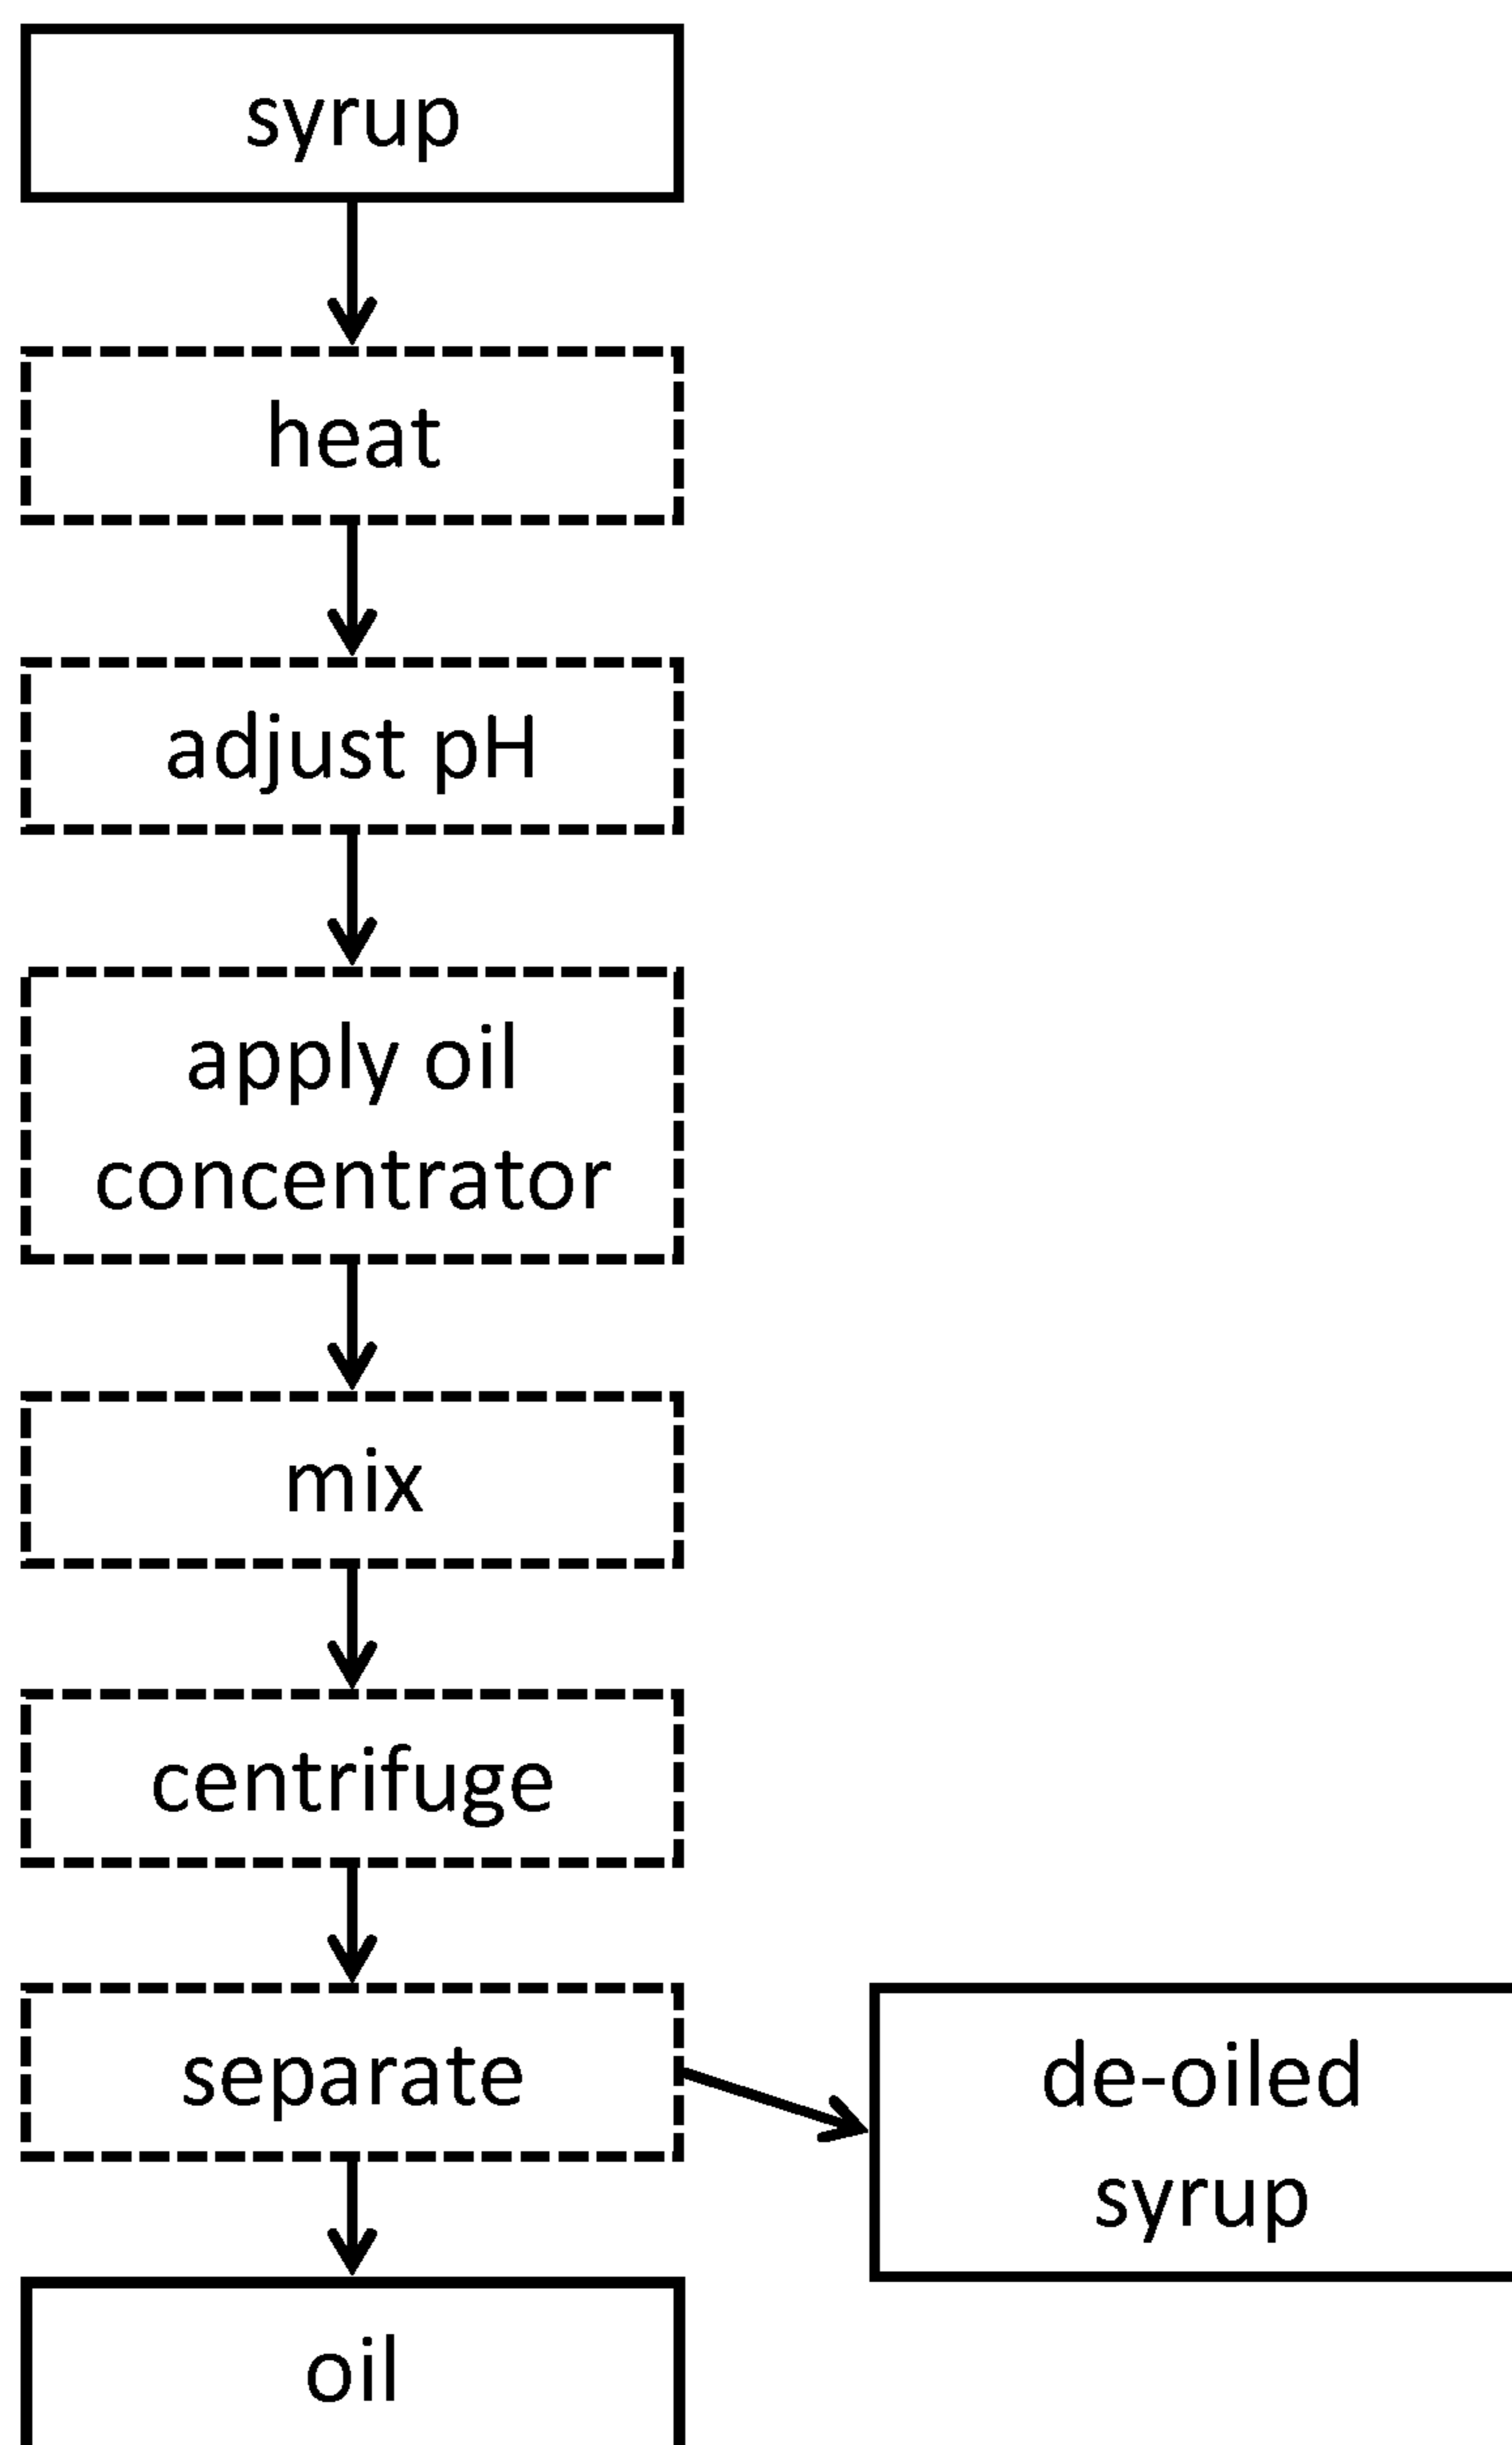 syrup
heat
adjust pH
apply oil
concentrator
mix
centrifuge
separate
de-oiled
syrup
oil